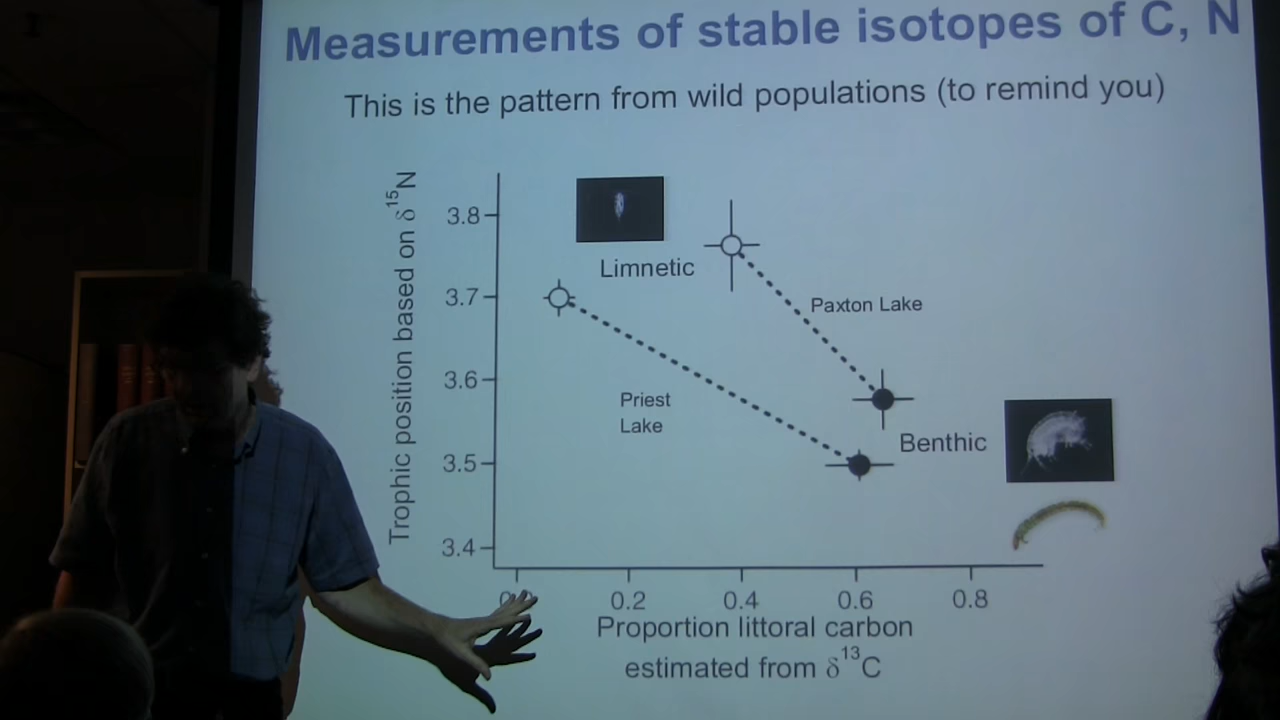 Measurements of stable isotopes of C, N
This is the pattern from wild populations (to remind you)
Trophic position based on δ¹⁵N
3.8
3.7
3.6
3.5
3.4
Limnetic
Paxton Lake
Priest
Lake
Benthic
0.2
0.4
0.6
0.8
Proportion littoral carbon
estimated from δ¹³C